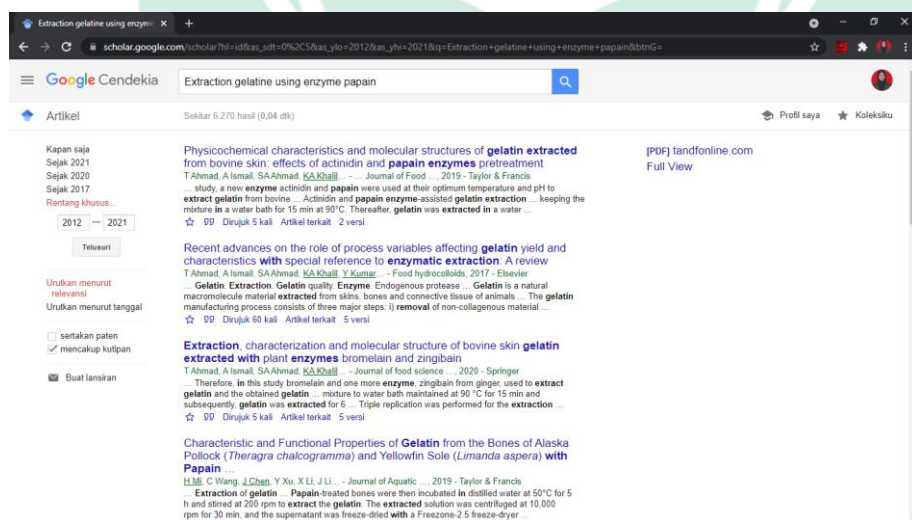 Extraction gelatine using enzyme
scholar.google.com/scholar?hl=id&as_sdt=0%2C5&as_ylo=2012&as_yhi=2021&q=Extraction+gelatine+using+enzyme+papain&btnG=
Google Cendekia
Extraction gelatine using enzyme papain
Artikel
Sekitar 6.270 hasil (0,04 dtk)
Profil saya
Koleksiku
Kapan saja
Sejak 2021
Sejak 2020
Sejak 2017
Rentang khusus...
2012 — 2021
Telusuri
Urutkan menurut
relevansi
Urutkan menurut tanggal
sertakan paten
mencakup kutipan
Buat lansiran
Physicochemical characteristics and molecular structures of gelatin extracted
from bovine skin: effects of actinidin and papain enzymes pretreatment
T Ahmad, A Ismail, SA Ahmad, KA Khalil... - ... Journal of Food ..., 2019 - Taylor & Francis
... study, a new enzyme actinidin and papain were used at their optimum temperature and pH to
extract gelatin from bovine ... Actinidin and papain enzyme-assisted gelatin extraction ... keeping the
mixture in a water bath for 15 min at 90°C. Thereafter, gelatin was extracted in a water ...
Dirujuk 5 kali Artikel terkait 2 versi
[PDF] tandfonline.com
Full View
Recent advances on the role of process variables affecting gelatin yield and
characteristics with special reference to enzymatic extraction: A review
T Ahmad, A Ismail, SA Ahmad, KA Khalil, Y Kumar... - Food hydrocolloids, 2017 - Elsevier
... Gelatin. Extraction. Gelatin quality. Enzyme. Endogenous protease ... Gelatin is a natural
macromolecule material extracted from skins, bones and connective tissue of animals ... The gelatin
manufacturing process consists of three major steps: i) removal of non-collagenous material ...
Dirujuk 60 kali Artikel terkait 5 versi
Extraction, characterization and molecular structure of bovine skin gelatin
extracted with plant enzymes bromelain and zingibain
T Ahmad, A Ismail, SA Ahmad, KA Khalil... - Journal of food science ..., 2020 - Springer
... Therefore, in this study bromelain and one more enzyme, zingibain from ginger, used to extract
gelatin and the obtained gelatin ... mixture to water bath maintained at 90 °C for 15 min and
subsequently, gelatin was extracted for 6 ... Triple replication was performed for the extraction ...
Dirujuk 5 kali Artikel terkait 5 versi
Characteristic and Functional Properties of Gelatin from the Bones of Alaska
Pollock (Theragra chalcogramma) and Yellowfin Sole (Limanda aspera) with
Papain ...
H Mi, C Wang, J Chen, Y Xu, X Li, J Li... - Journal of Aquatic ..., 2019 - Taylor & Francis
... Extraction of gelatin ... Papain-treated bones were then incubated in distilled water at 50°C for 5
h and stirred at 200 rpm to extract the gelatin. The extracted solution was centrifuged at 10,000
rpm for 30 min, and the supernatant was freeze-dried with a Freezone-2.5 freeze-dryer ...